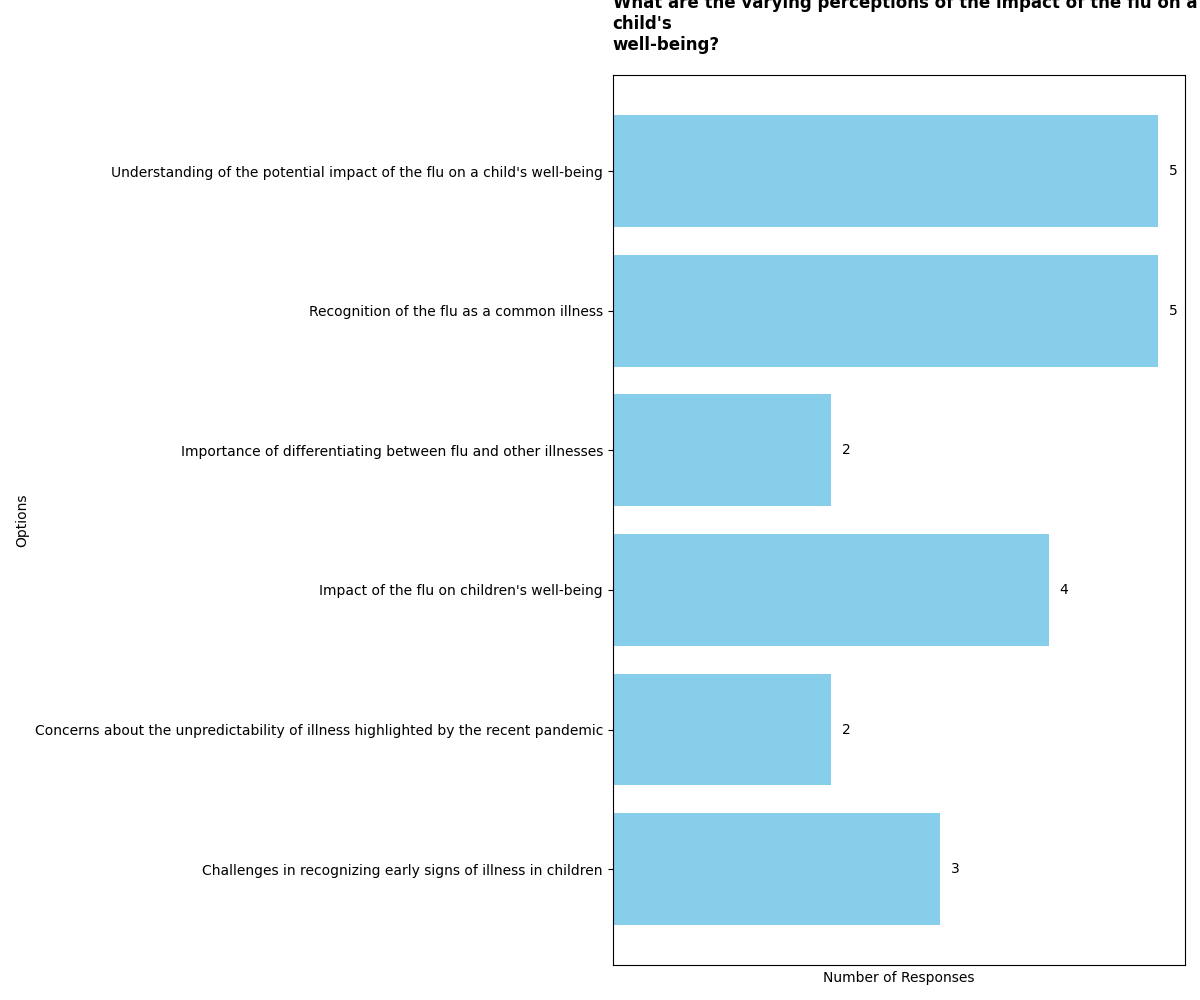 What are the varying perceptions of the impact of the flu on a
child's
well-being?
Understanding of the potential impact of the flu on a child's well-being
5
Recognition of the flu as a common illness
5
Importance of differentiating between flu and other illnesses
2
Impact of the flu on children's well-being
4
Concerns about the unpredictability of illness highlighted by the recent pandemic
2
Challenges in recognizing early signs of illness in children
3
Options
Number of Responses